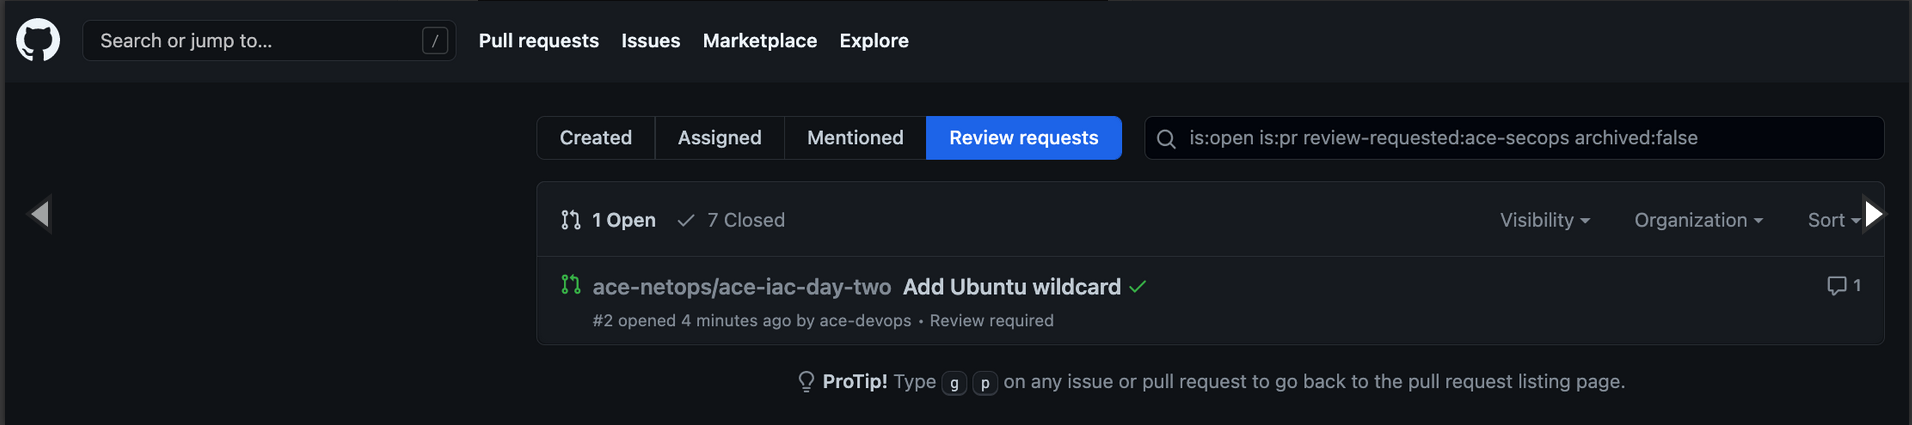 Search or jump to... / Pull requests Issues Marketplace Explore
Created Assigned Mentioned Review requests is:open is:pr review-requested:ace-secops archived:false
1 Open 7 Closed Visibility Organization Sort
ace-netops/ace-iac-day-two Add Ubuntu wildcard 1
#2 opened 4 minutes ago by ace-devops • Review required
ProTip! Type g p on any issue or pull request to go back to the pull request listing page.